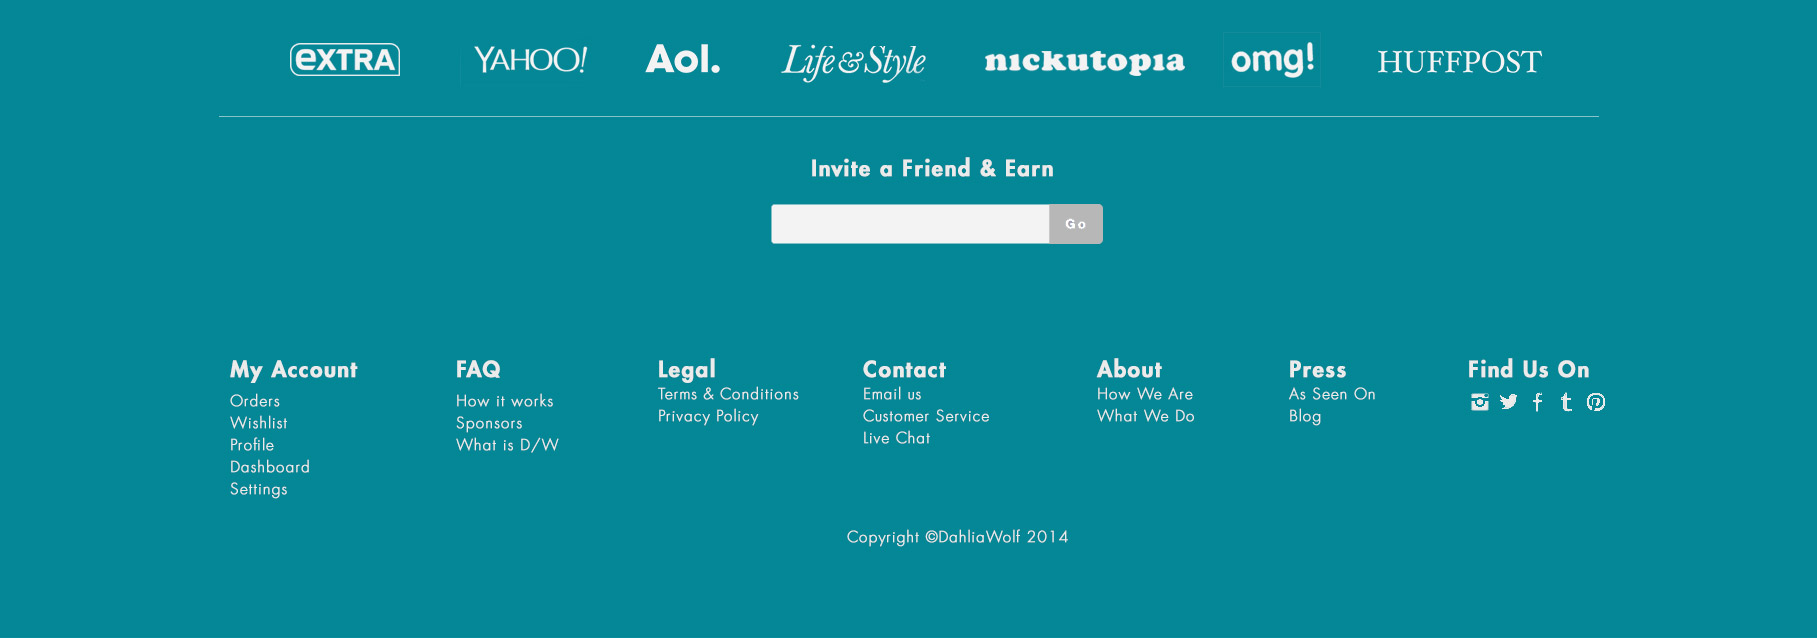 extra YAHOO! Aol. Life & Style nickutopia omg! HUFFPOST
Invite a Friend & Earn
Go
My Account
Orders
Wishlist
Profile
Dashboard
Settings
FAQ
How it works
Sponsors
What is D/W
Legal
Terms & Conditions
Privacy Policy
Contact
Email us
Customer Service
Live Chat
About
How We Are
What We Do
Press
As Seen On
Blog
Find Us On
Copyright ©DahliaWolf 2014